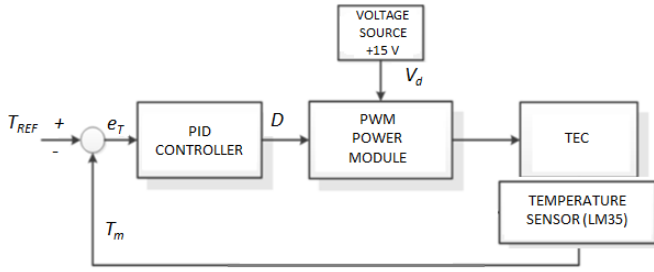 VOLTAGE
SOURCE
+15 V
V_d
T_REF
+
-
e_T
PID
CONTROLLER
D
PWM
POWER
MODULE
TEC
TEMPERATURE
SENSOR (LM35)
T_m